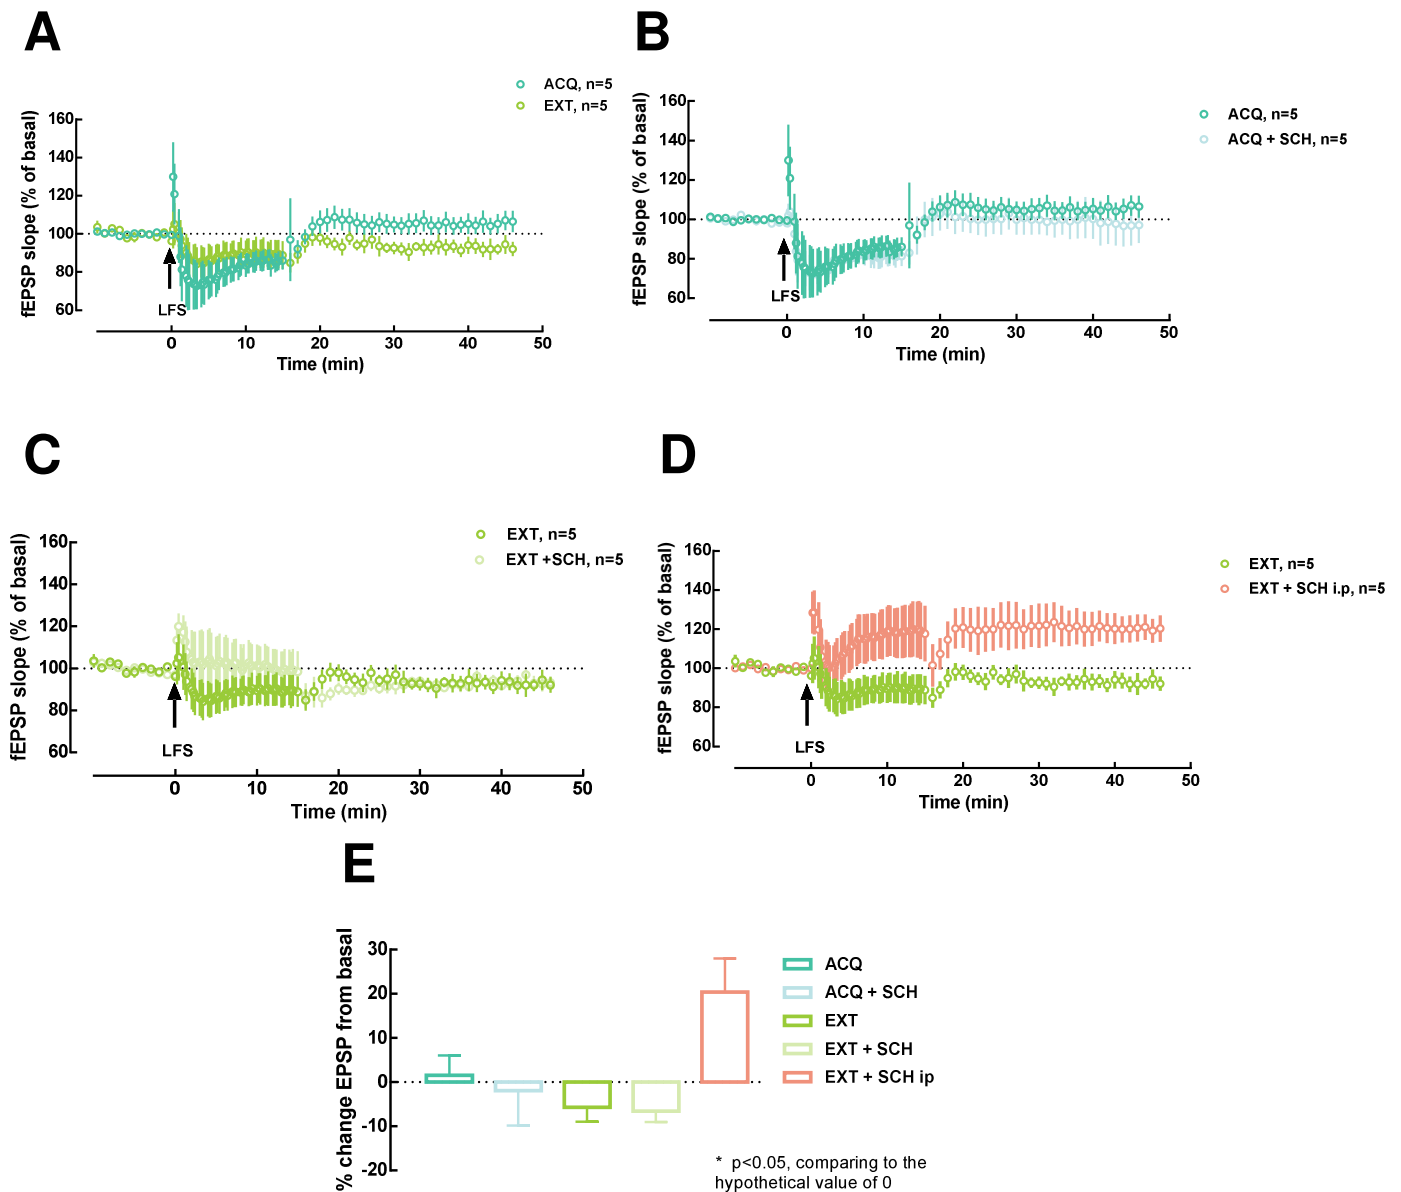 A
ACQ, n=5
EXT, n=5
fEPSP slope (% of basal)
160
140
120
100
80
60
LFS
0
10
20
30
40
50
Time (min)
B
ACQ, n=5
ACQ + SCH, n=5
fEPSP slope (% of basal)
160
140
120
100
80
60
LFS
0
10
20
30
40
50
Time (min)
C
EXT, n=5
EXT +SCH, n=5
fEPSP slope (% of basal)
160
140
120
100
80
60
LFS
0
10
20
30
40
50
Time (min)
D
EXT, n=5
EXT + SCH i.p, n=5
fEPSP slope (% of basal)
160
140
120
100
80
60
LFS
0
10
20
30
40
50
Time (min)
E
% change EPSP from basal
30
20
10
0
-10
-20
ACQ
ACQ + SCH
EXT
EXT + SCH
EXT + SCH ip
* p<0.05, comparing to the
hypothetical value of 0